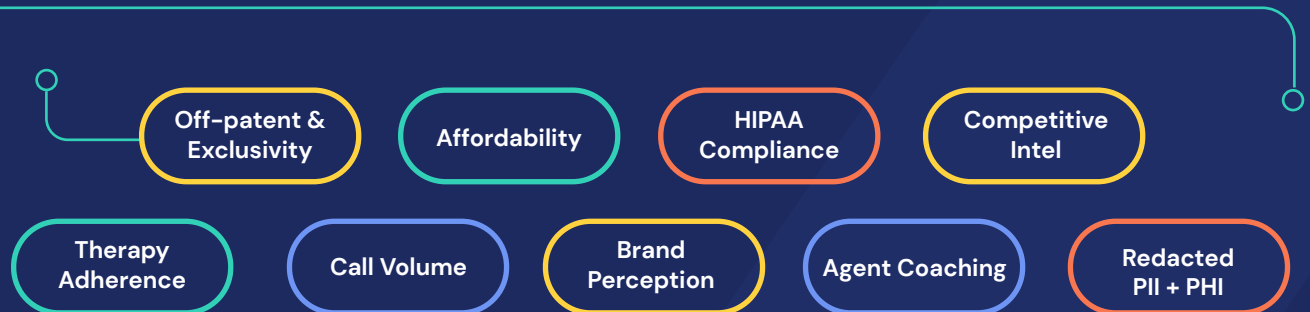 Off-patent &
Exclusivity
Affordability
HIPAA
Compliance
Competitive
Intel
Therapy
Adherence
Call Volume
Brand
Perception
Agent Coaching
Redacted
PII + PHI